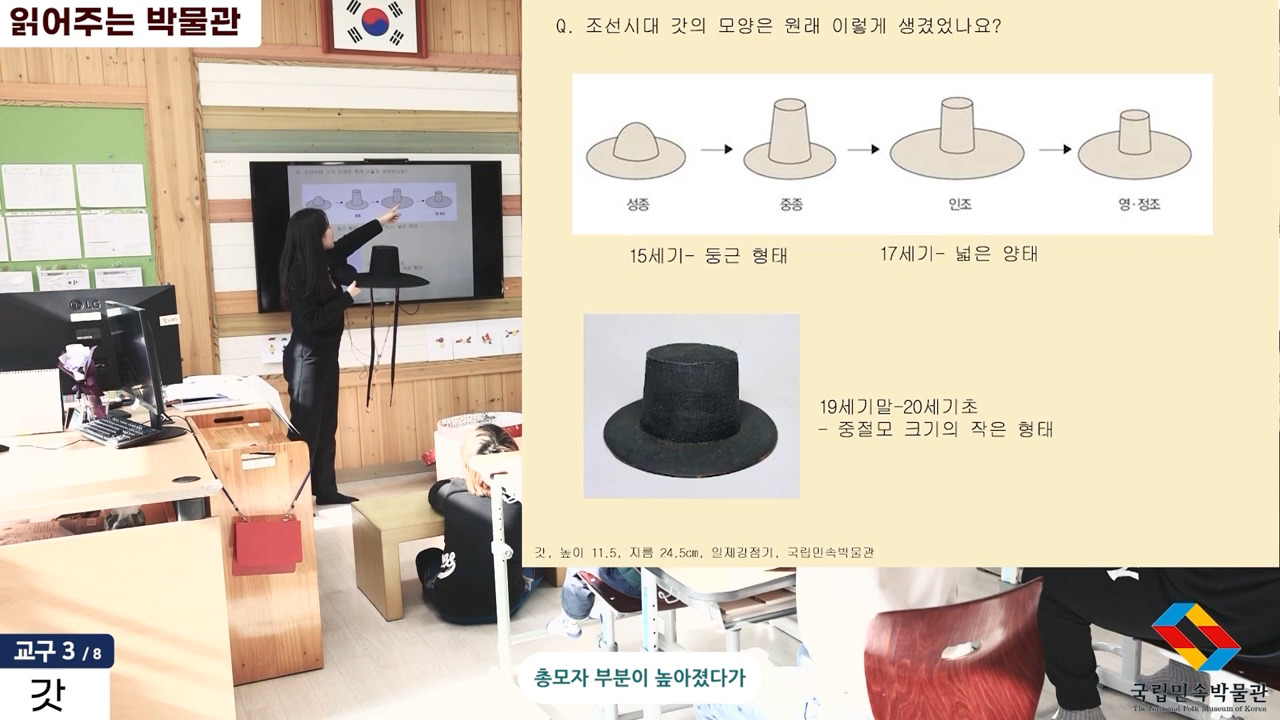 읽어주는 박물관
Q. 조선시대 갓의 모양은 원래 이렇게 생겼었나요?
성종
중종
인조
영·정조
15세기- 둥근 형태
17세기- 넓은 양태
19세기말-20세기초
- 중절모 크기의 작은 형태
갓, 높이 11.5, 지름 24.5cm, 일제강점기, 국립민속박물관
LG
교구 3 / 8
갓
총모자 부분이 높아졌다가
국립민속박물관
The National Folk Museum of Korea